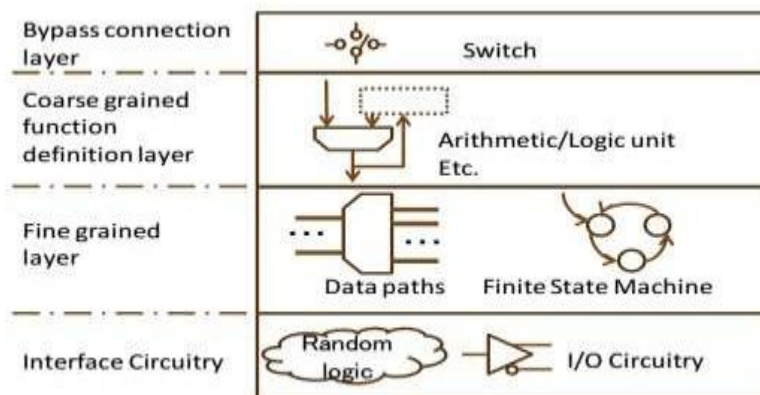 Bypass connection
layer
Switch
Coarse grained
function
definition layer
Arithmetic/Logic unit
Etc.
Fine grained
layer
Data paths
Finite State Machine
Interface Circuitry
Random
logic
I/O Circuitry